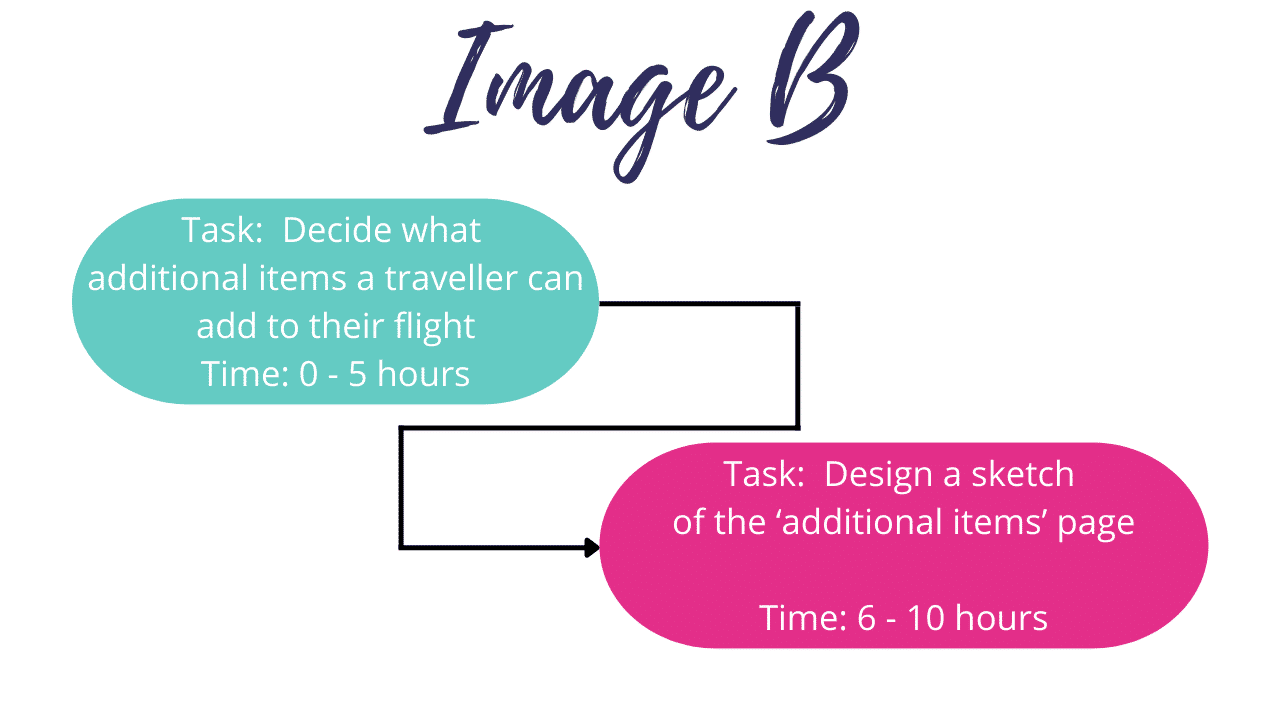 Image B
Task:  Decide what
additional items a traveller can
add to their flight
Time: 0 - 5 hours
Task:  Design a sketch
of the ‘additional items’ page
Time: 6 - 10 hours